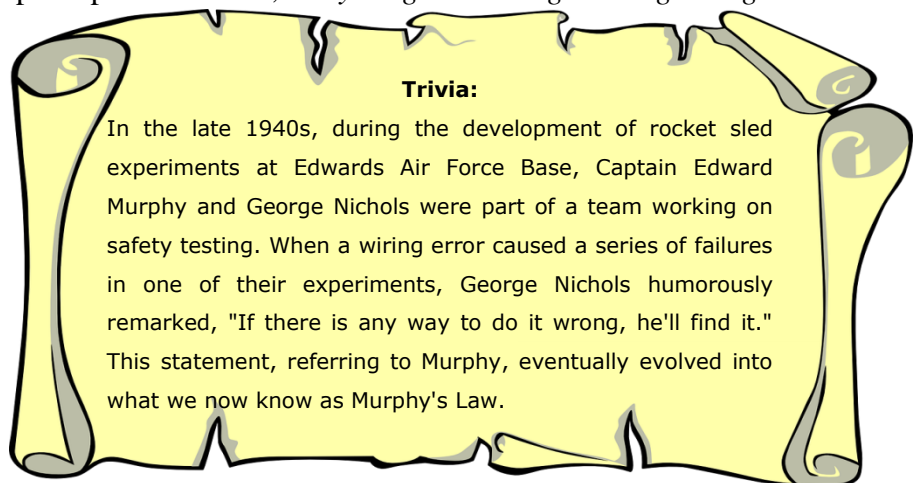 Trivia:
In the late 1940s, during the development of rocket sled
experiments at Edwards Air Force Base, Captain Edward
Murphy and George Nichols were part of a team working on
safety testing. When a wiring error caused a series of failures
in one of their experiments, George Nichols humorously
remarked, "If there is any way to do it wrong, he'll find it."
This statement, referring to Murphy, eventually evolved into
what we now know as Murphy's Law.